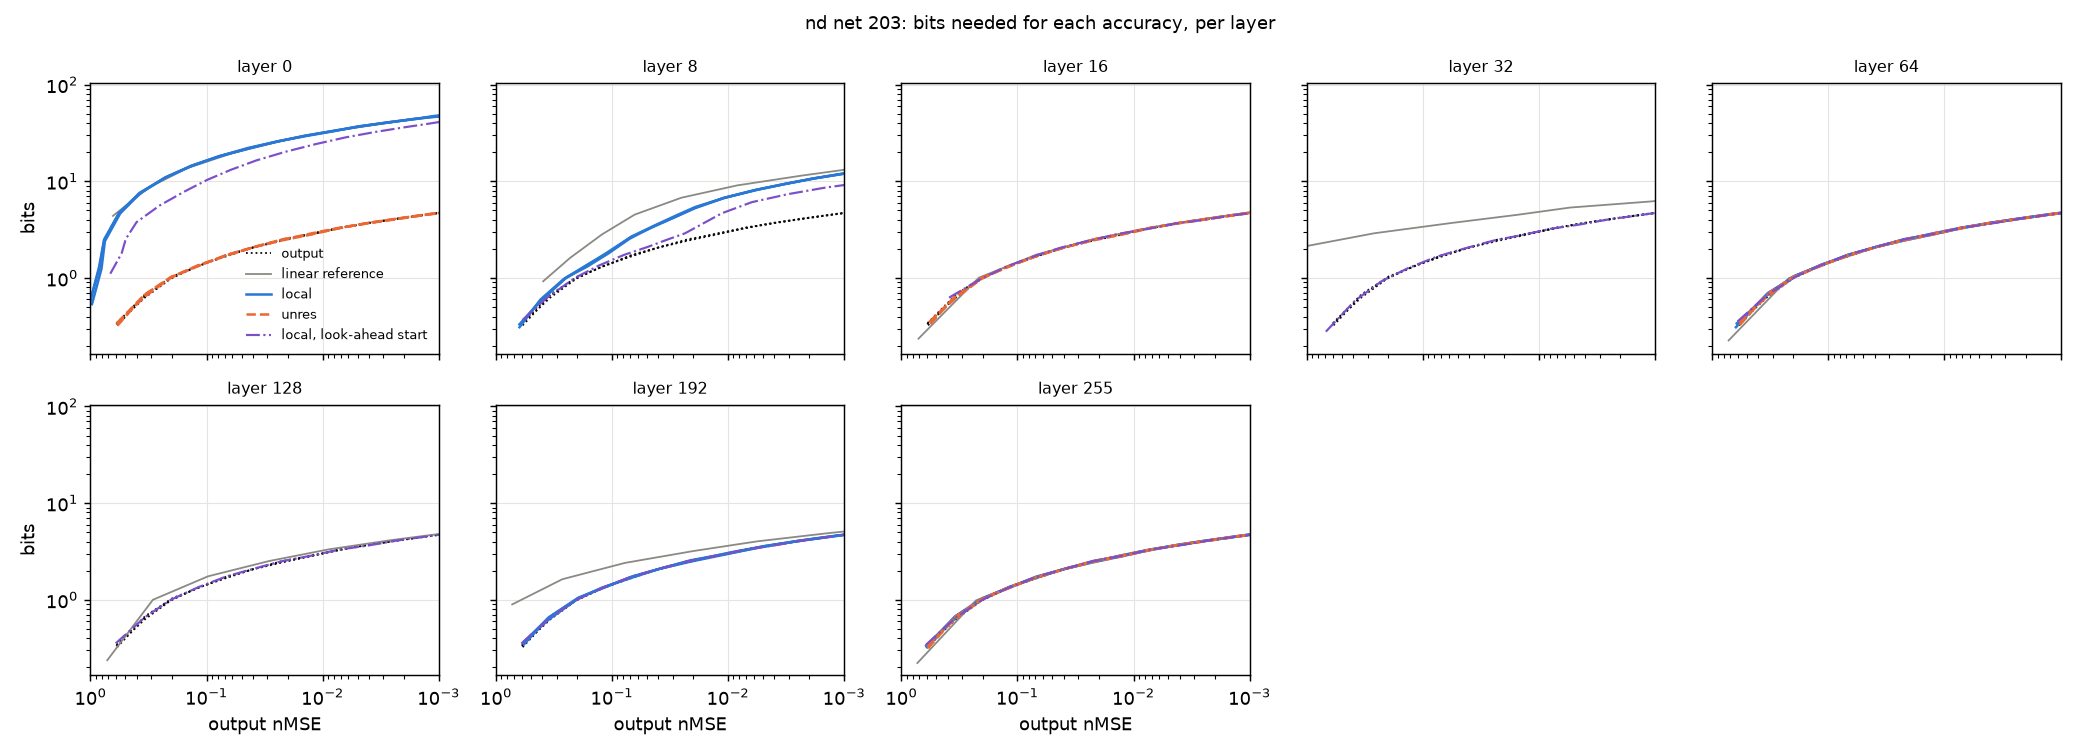 nd net 203: bits needed for each accuracy, per layer
layer 0
layer 8
layer 16
layer 32
layer 64
10²
10¹
10⁰
bits
output
linear reference
local
unres
local, look-ahead start
layer 128
layer 192
layer 255
10²
10¹
10⁰
bits
10⁰ 10⁻¹ 10⁻² 10⁻³
10⁰ 10⁻¹ 10⁻² 10⁻³
10⁰ 10⁻¹ 10⁻² 10⁻³
output nMSE
output nMSE
output nMSE